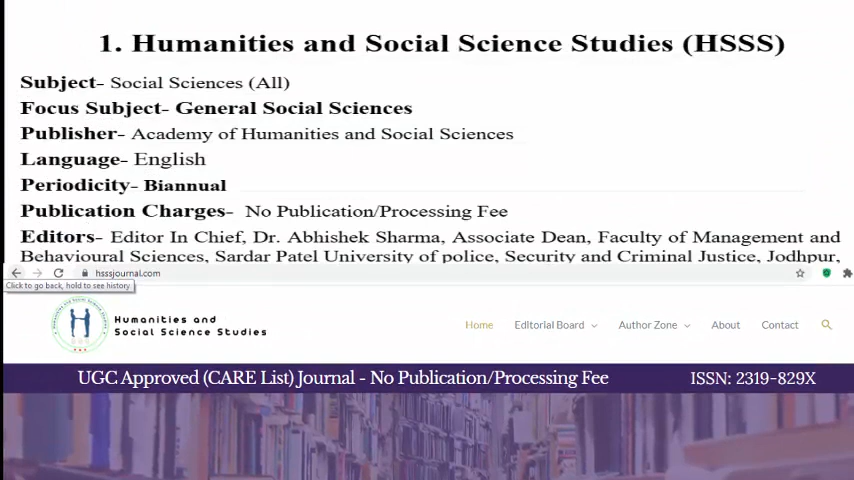 1. Humanities and Social Science Studies (HSSS)
Subject- Social Sciences (All)
Focus Subject- General Social Sciences
Publisher- Academy of Humanities and Social Sciences
Language- English
Periodicity- Biannual
Publication Charges- No Publication/Processing Fee
Editors- Editor In Chief, Dr. Abhishek Sharma, Associate Dean, Faculty of Management and
Behavioural Sciences, Sardar Patel University of police, Security and Criminal Justice, Jodhpur,
hsssjournal.com
Click to go back, hold to see history.
Humanities and
Social Science Studies
Home Editorial Board Author Zone About Contact
UGC Approved (CARE List) Journal - No Publication/Processing Fee ISSN: 2319-829X